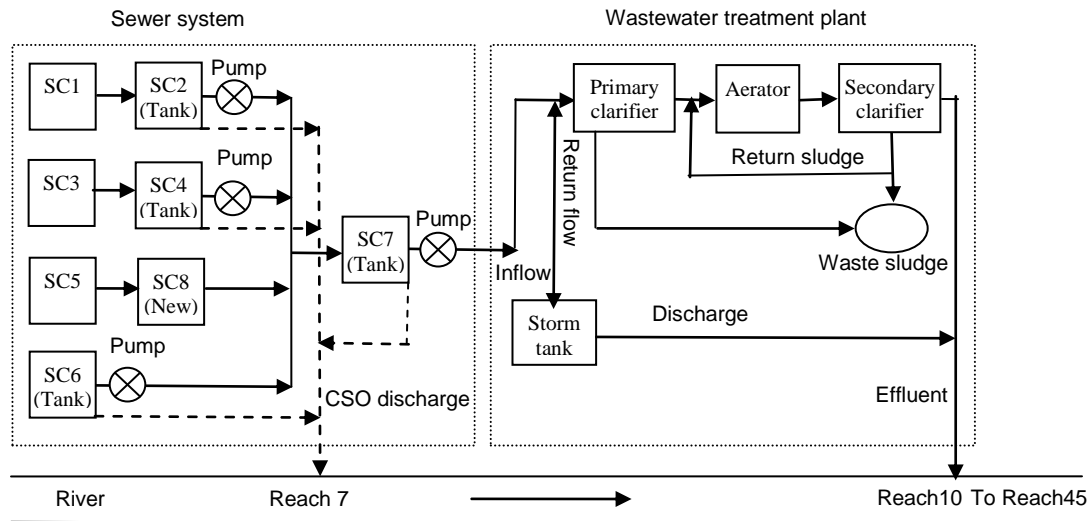 Sewer system
Wastewater treatment plant
SC1
SC2
(Tank)
Pump
SC3
SC4
(Tank)
Pump
SC5
SC8
(New)
SC6
(Tank)
Pump
SC7
(Tank)
Pump
CSO discharge
Inflow
Primary
clarifier
Aerator
Secondary
clarifier
Return sludge
Return flow
Waste sludge
Storm
tank
Discharge
Effluent
River
Reach 7
Reach10 To Reach45